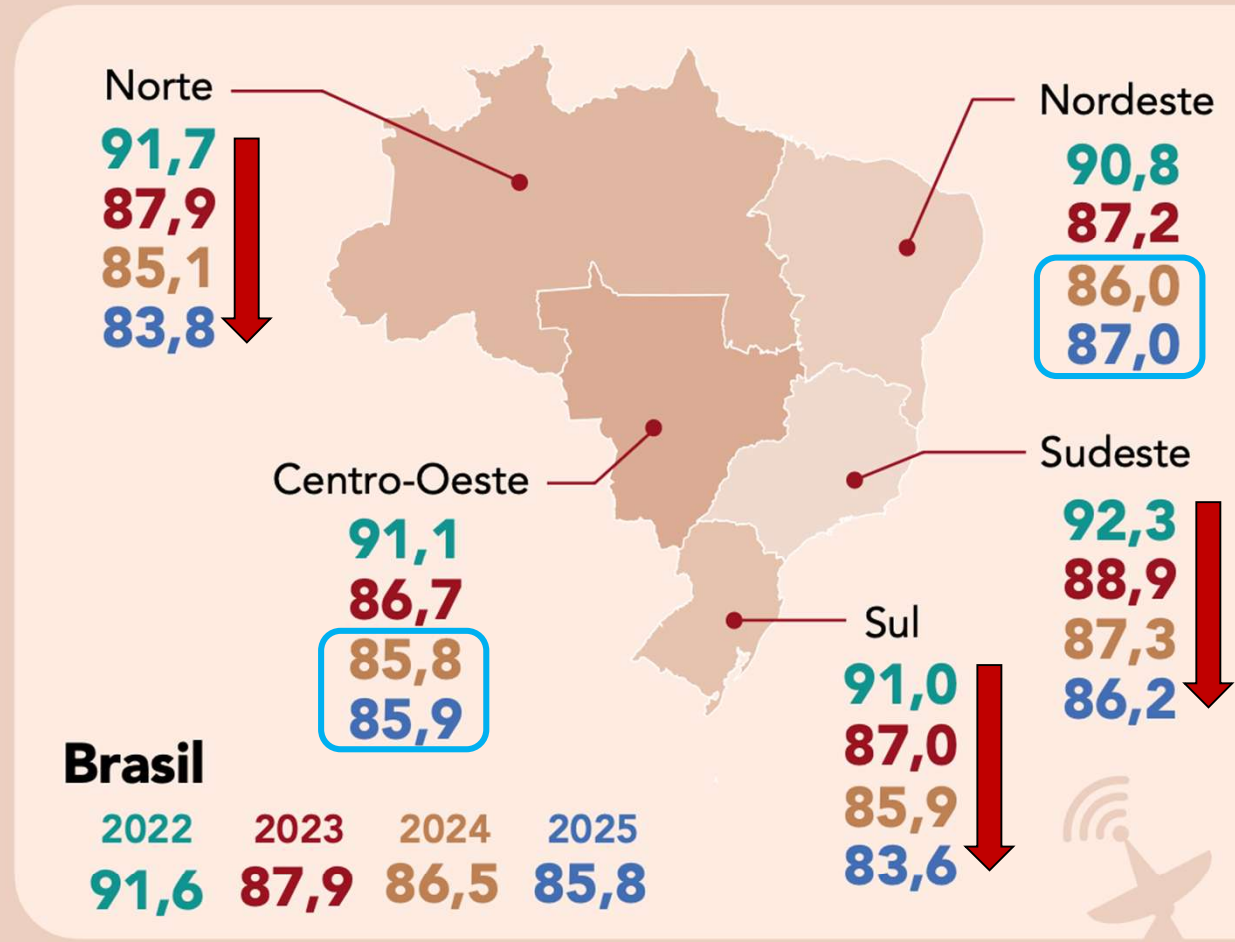 Norte
91,7
87,9
85,1
83,8
Nordeste
90,8
87,2
86,0
87,0
Centro-Oeste
91,1
86,7
85,8
85,9
Sudeste
92,3
88,9
87,3
86,2
Sul
91,0
87,0
85,9
83,6
Brasil
2022 2023 2024 2025
91,6 87,9 86,5 85,8